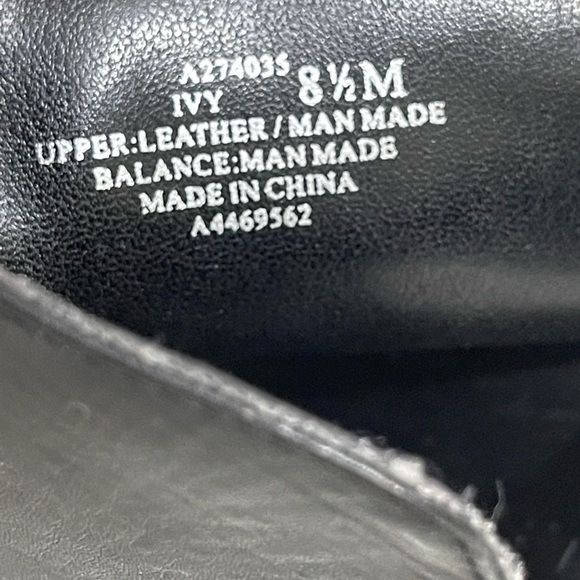 A274035
IVY 8½M
UPPER:LEATHER / MAN MADE
BALANCE:MAN MADE
MADE IN CHINA
A4469562